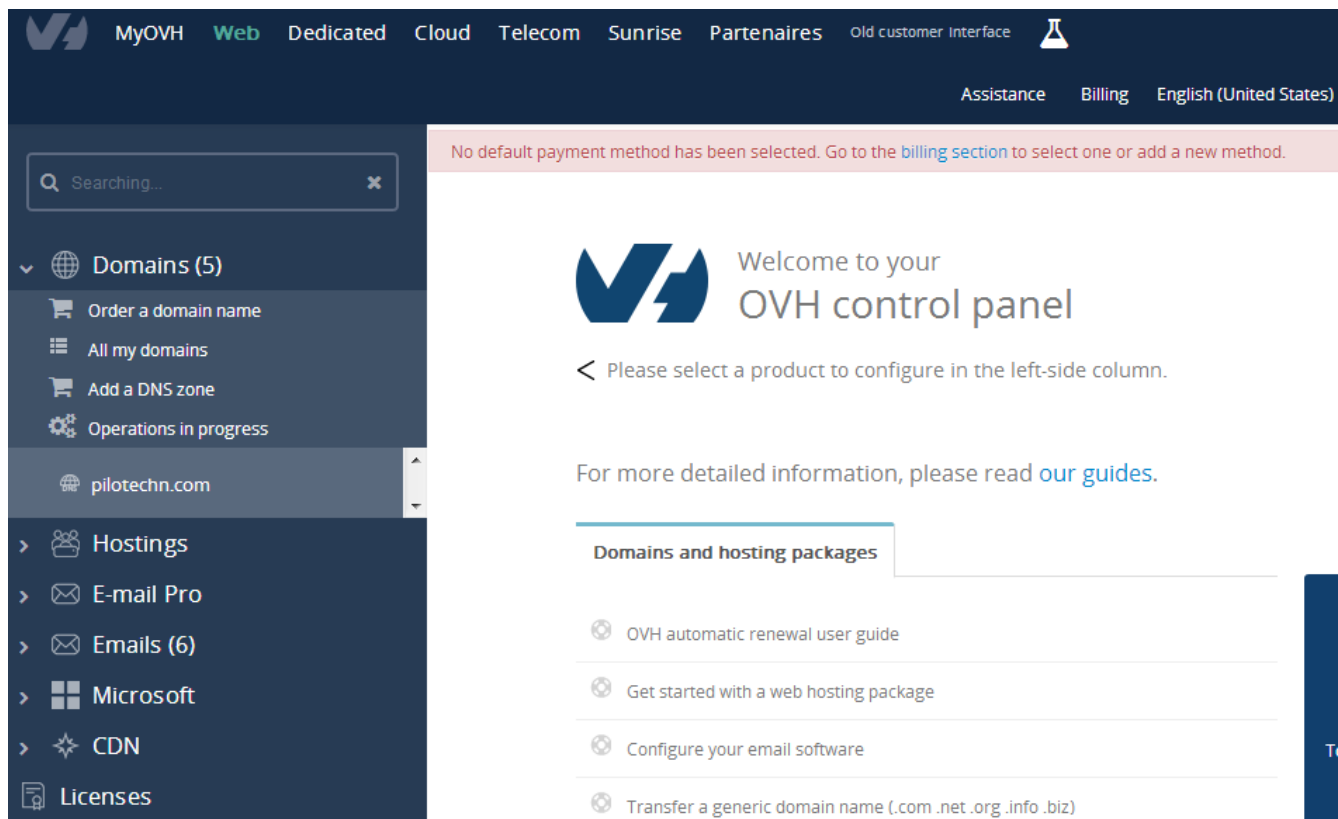 MyOVH Web Dedicated Cloud Telecom Sunrise Partenaires Old customer Interface
Assistance Billing English (United States)
No default payment method has been selected. Go to the billing section to select one or add a new method.
Searching...
Domains (5)
Order a domain name
All my domains
Add a DNS zone
Operations in progress
pilotechn.com
Hostings
E-mail Pro
Emails (6)
Microsoft
CDN
Licenses
Welcome to your
OVH control panel
< Please select a product to configure in the left-side column.
For more detailed information, please read our guides.
Domains and hosting packages
OVH automatic renewal user guide
Get started with a web hosting package
Configure your email software
Transfer a generic domain name (.com .net .org .info .biz)